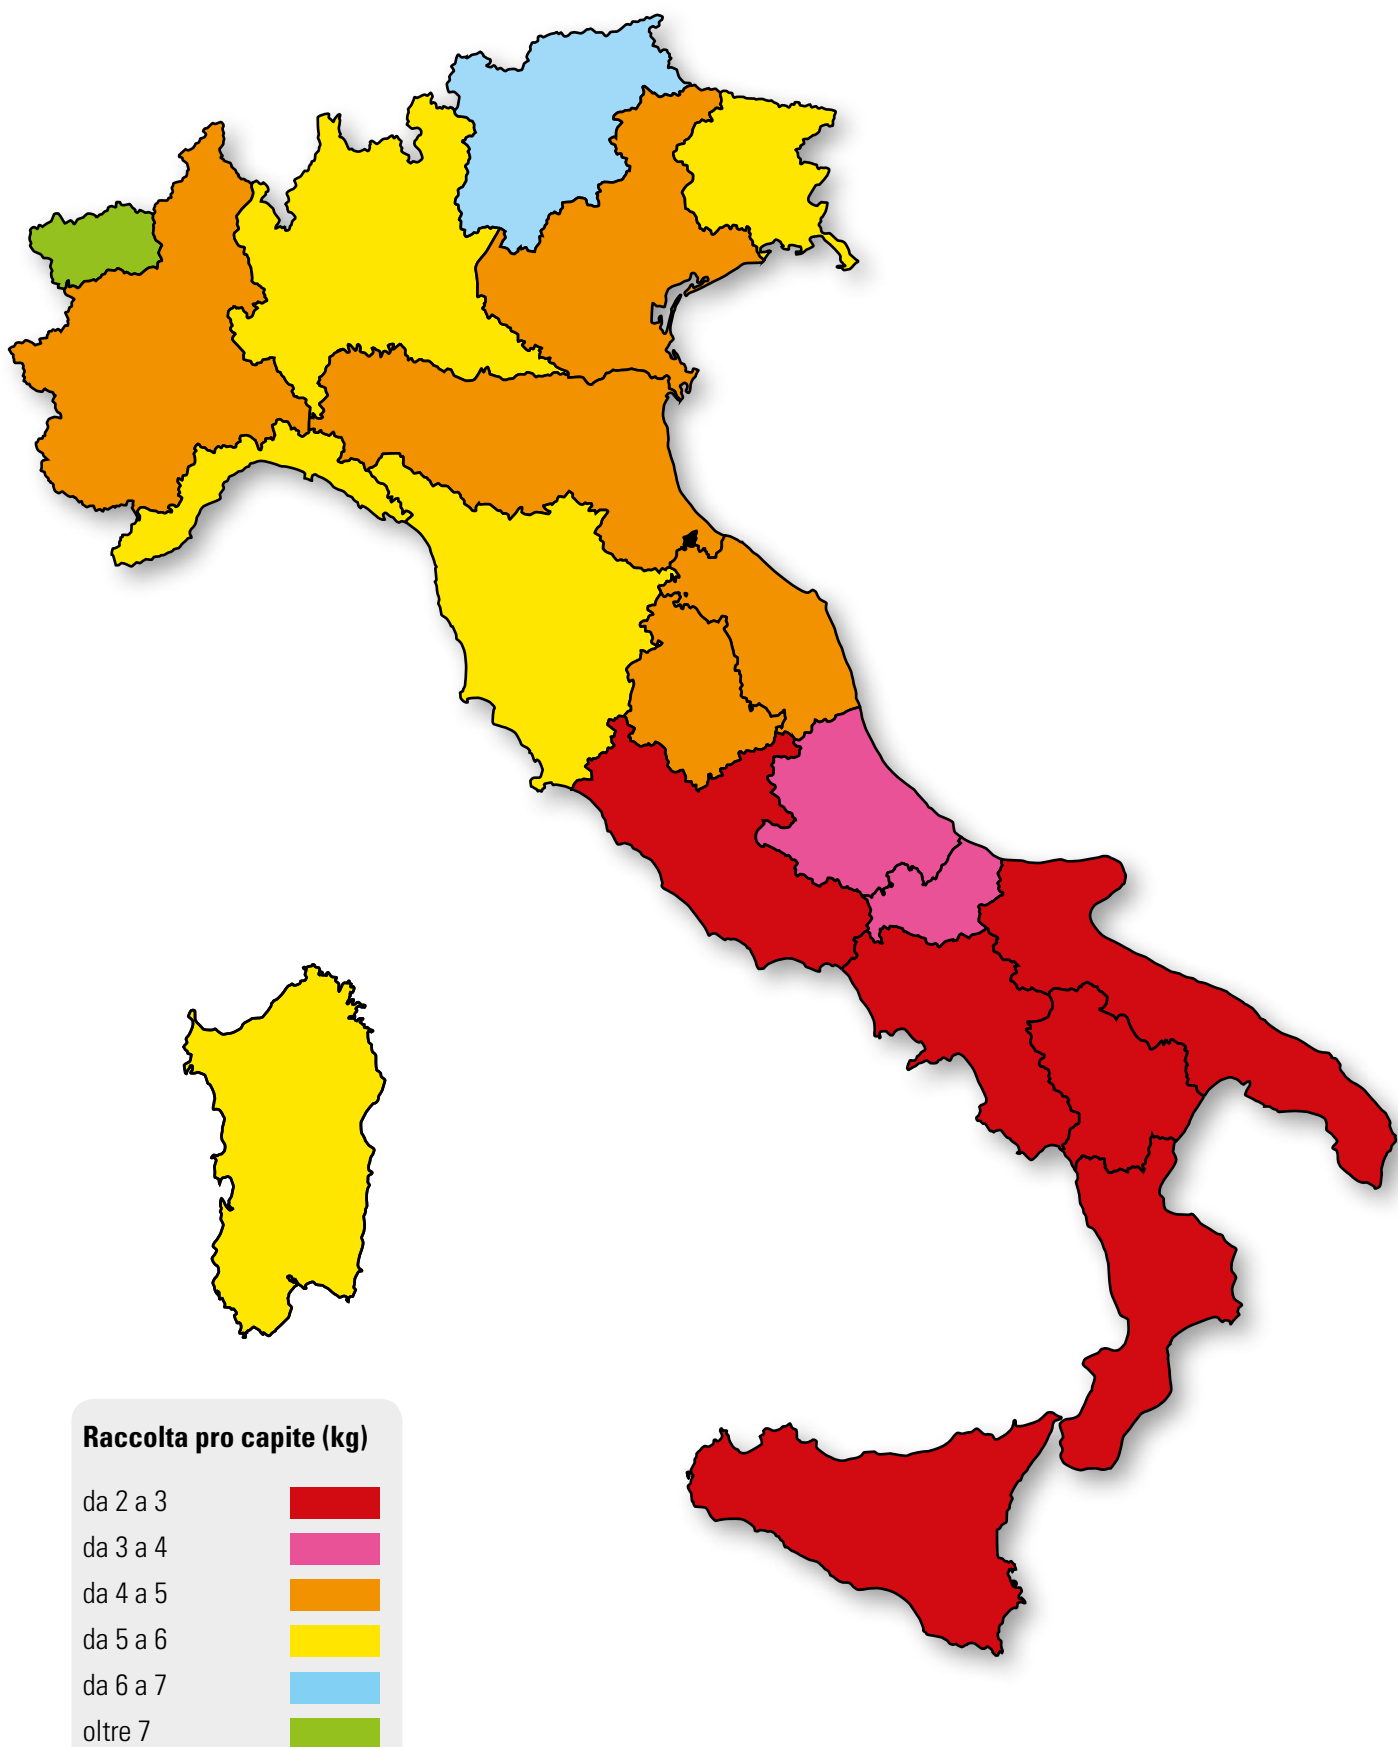 Raccolta pro capite (kg)
da 2 a 3
da 3 a 4
da 4 a 5
da 5 a 6
da 6 a 7
oltre 7